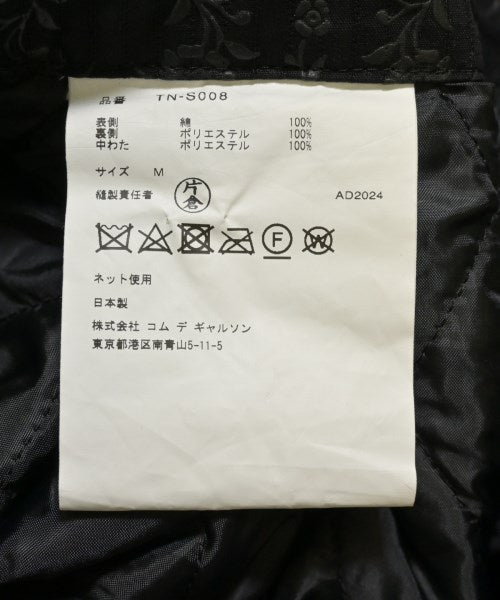 品番 TN-S008
表側 綿 100%
裏側 ポリエステル 100%
中わた ポリエステル 100%
サイズ M
縫製責任者 片倉 AD2024
F W
ネット使用
日本製
株式会社 コム デ ギャルソン
東京都港区南青山5-11-5